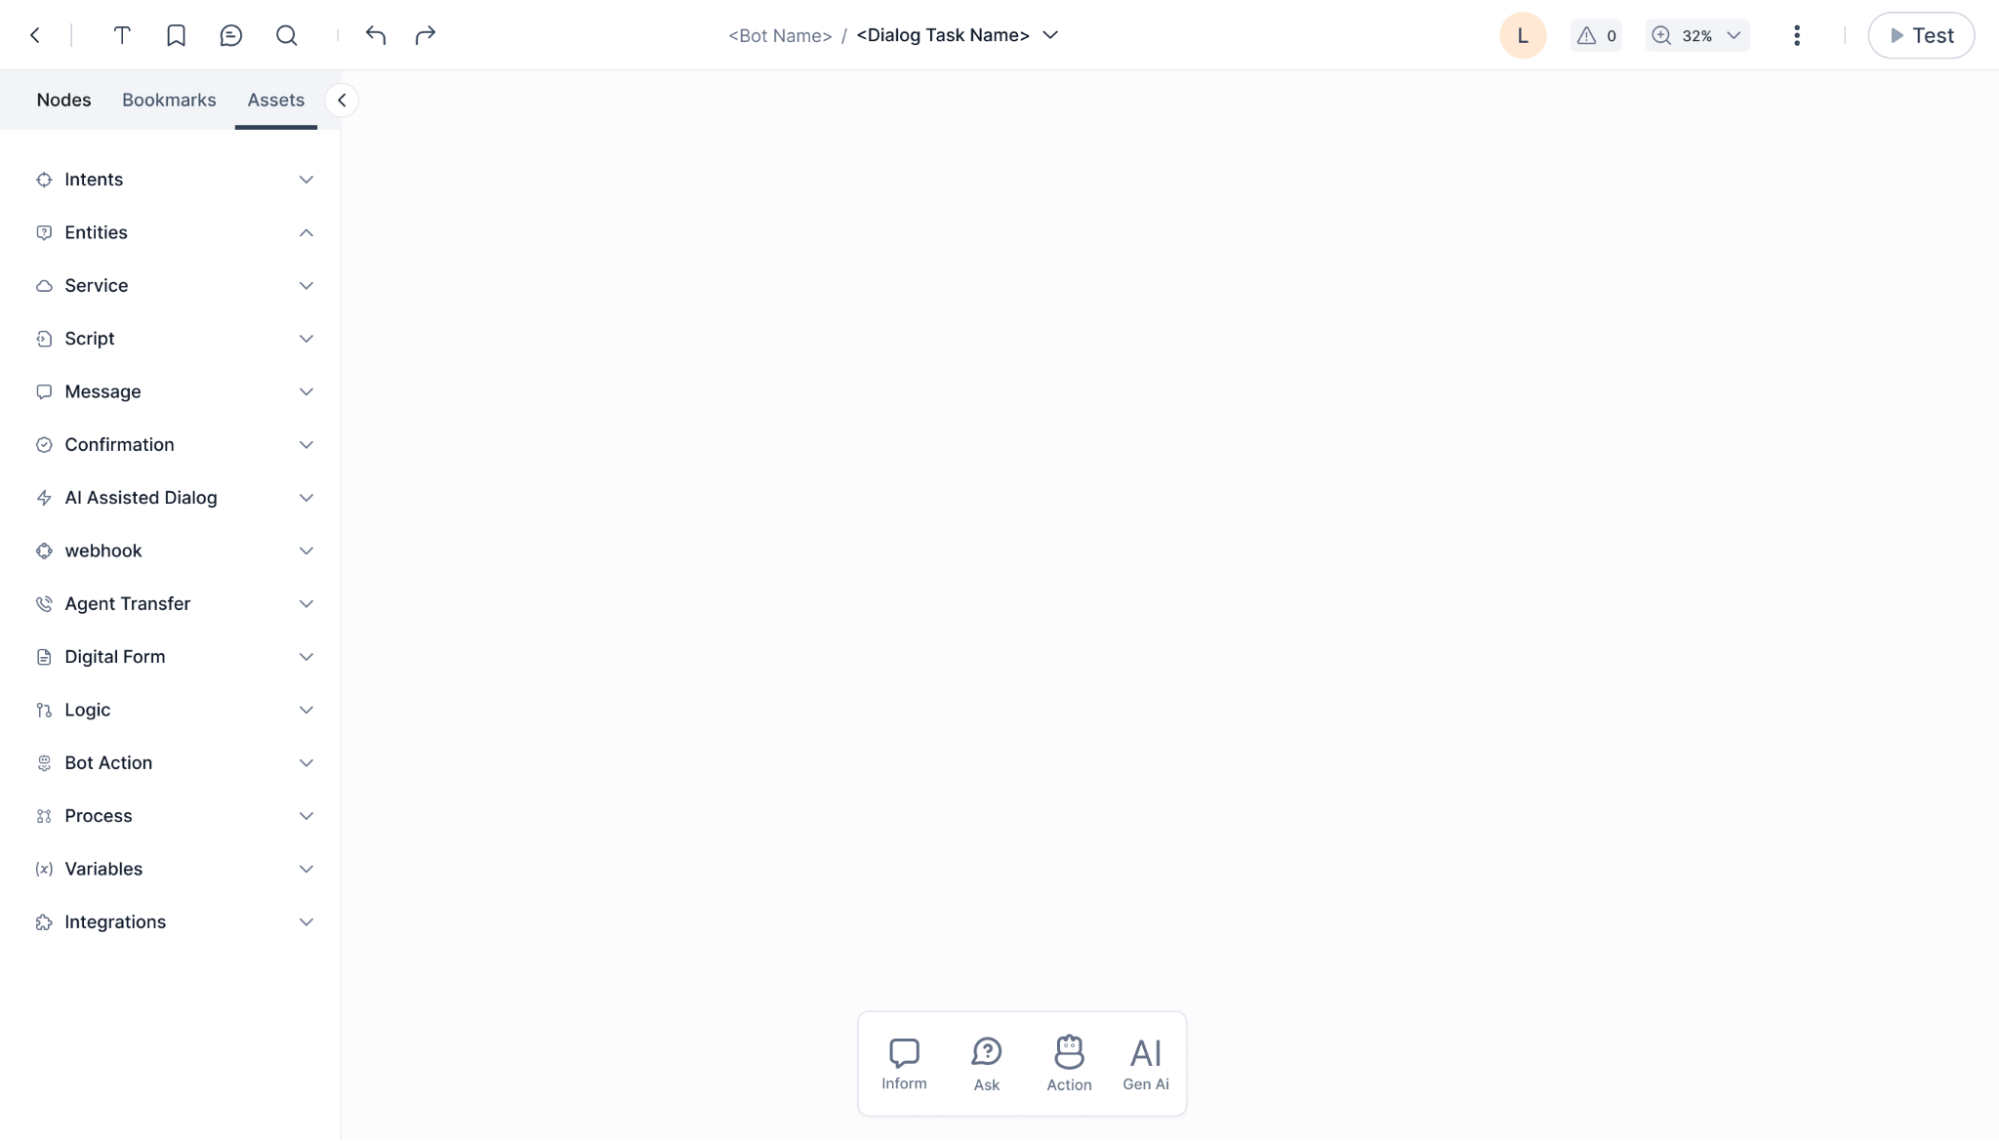 <Bot Name> / <Dialog Task Name>
L
0
32%
Test
Nodes Bookmarks Assets
Intents
Entities
Service
Script
Message
Confirmation
AI Assisted Dialog
webhook
Agent Transfer
Digital Form
Logic
Bot Action
Process
(x) Variables
Integrations
AI
Inform Ask Action Gen Ai